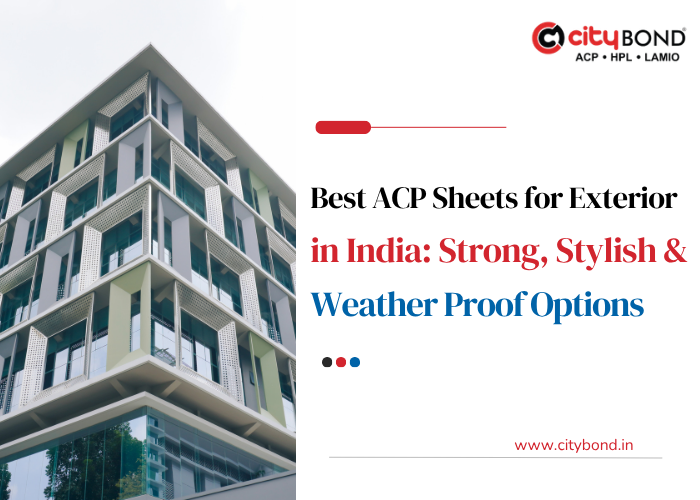 cityBOND
ACP • HPL • LAMIO
Best ACP Sheets for Exterior
in India: Strong, Stylish &
Weather Proof Options
www.citybond.in